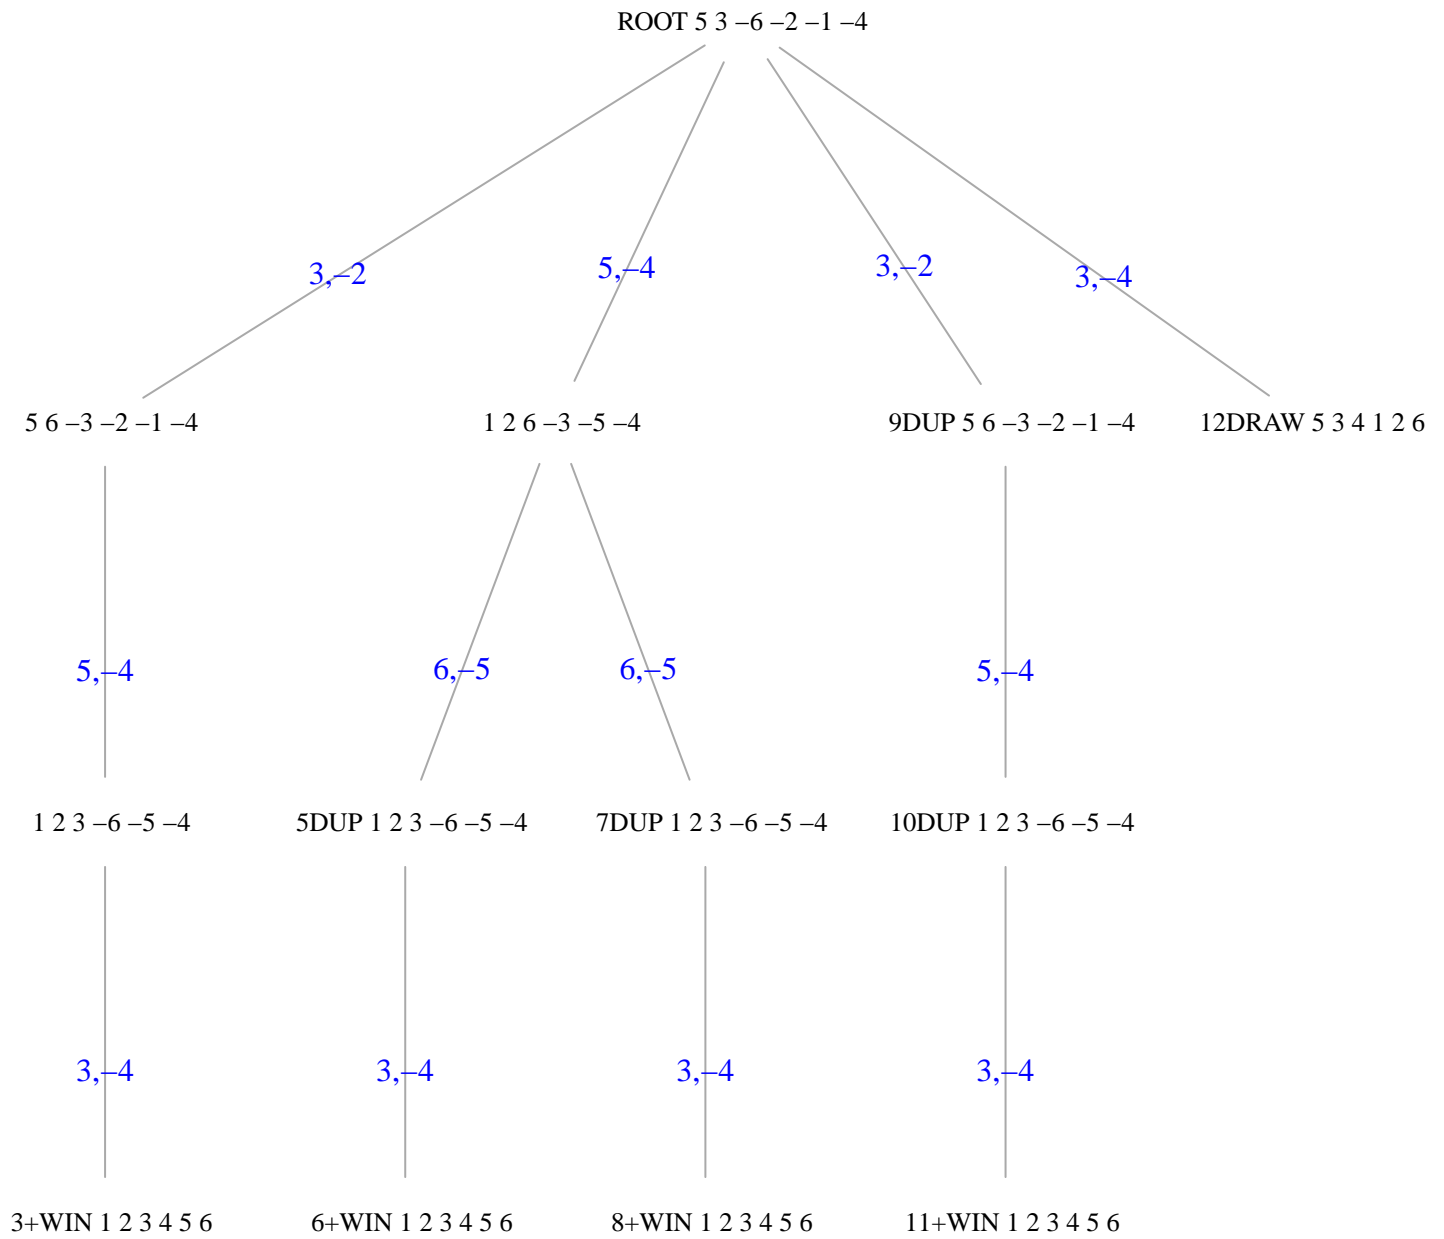 ROOT 5 3 –6 –2 –1 –4
3,–2
5,–4
3,–2
3,–4
5 6 –3 –2 –1 –4
1 2 6 –3 –5 –4
9DUP 5 6 –3 –2 –1 –4
12DRAW 5 3 4 1 2 6
5,–4
6,–5
6,–5
5,–4
1 2 3 –6 –5 –4
5DUP 1 2 3 –6 –5 –4
7DUP 1 2 3 –6 –5 –4
10DUP 1 2 3 –6 –5 –4
3,–4
3,–4
3,–4
3,–4
3+WIN 1 2 3 4 5 6
6+WIN 1 2 3 4 5 6
8+WIN 1 2 3 4 5 6
11+WIN 1 2 3 4 5 6